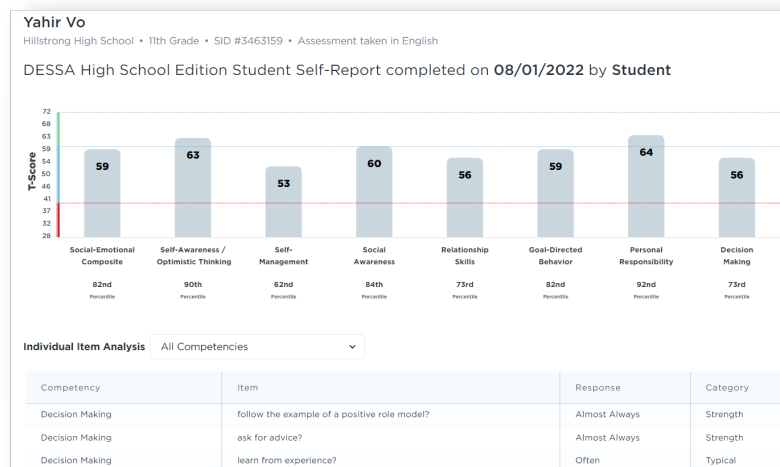 Yahir Vo
Hillstrong High School • 11th Grade • SID #3463159 • Assessment taken in English
DESSA High School Edition Student Self-Report completed on 08/01/2022 by Student
T-Score
72
68
63
59
54
50
46
41
37
32
28
59
63
53
60
56
59
64
56
Social-Emotional Composite
Self-Awareness / Optimistic Thinking
Self-Management
Social Awareness
Relationship Skills
Goal-Directed Behavior
Personal Responsibility
Decision Making
82nd 90th 62nd 84th 73rd 82nd 92nd 73rd
Percentile Percentile Percentile Percentile Percentile Percentile Percentile Percentile
Individual Item Analysis All Competencies
Competency Item Response Category
Decision Making follow the example of a positive role model? Almost Always Strength
Decision Making ask for advice? Almost Always Strength
Decision Making learn from experience? Often Typical